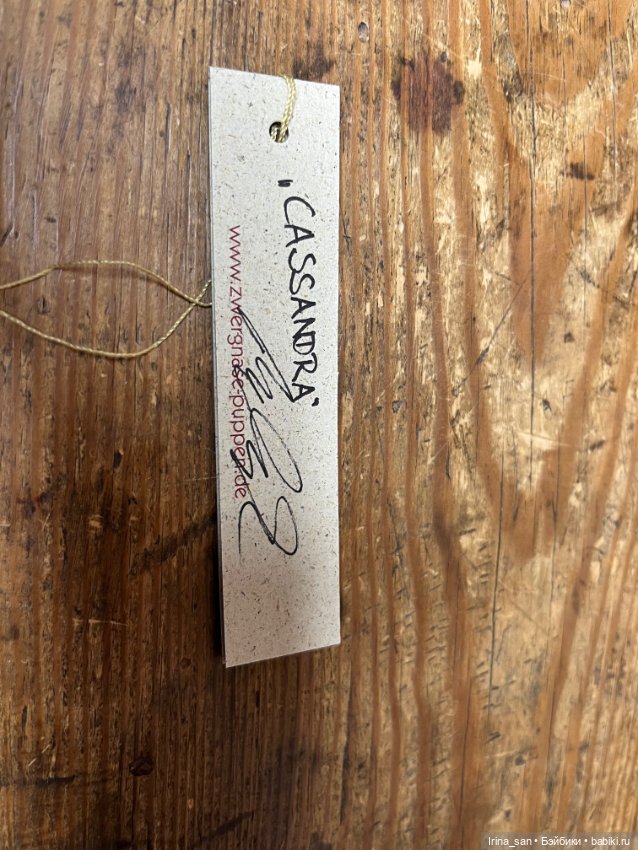 „CASSANDRA“
www.zwergnase-puppen.de
Irina_san • Бэйбики • babiki.ru